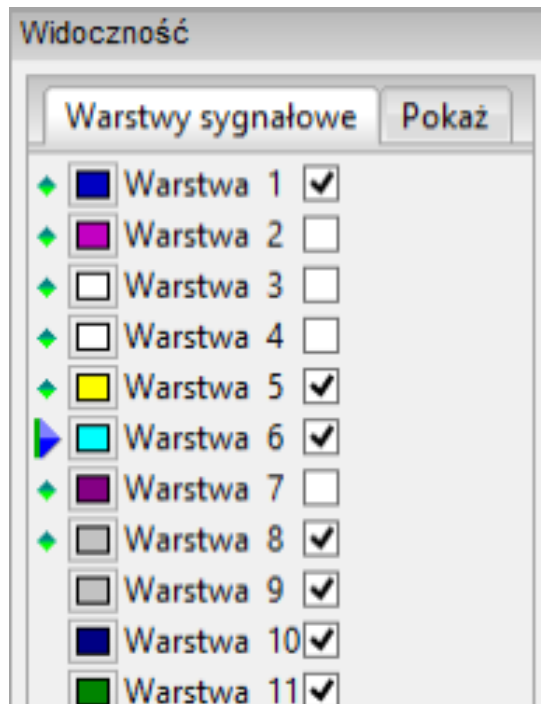 Widoczność
Warstwy sygnałowe Pokaż
Warstwa 1
Warstwa 2
Warstwa 3
Warstwa 4
Warstwa 5
Warstwa 6
Warstwa 7
Warstwa 8
Warstwa 9
Warstwa 10
Warstwa 11